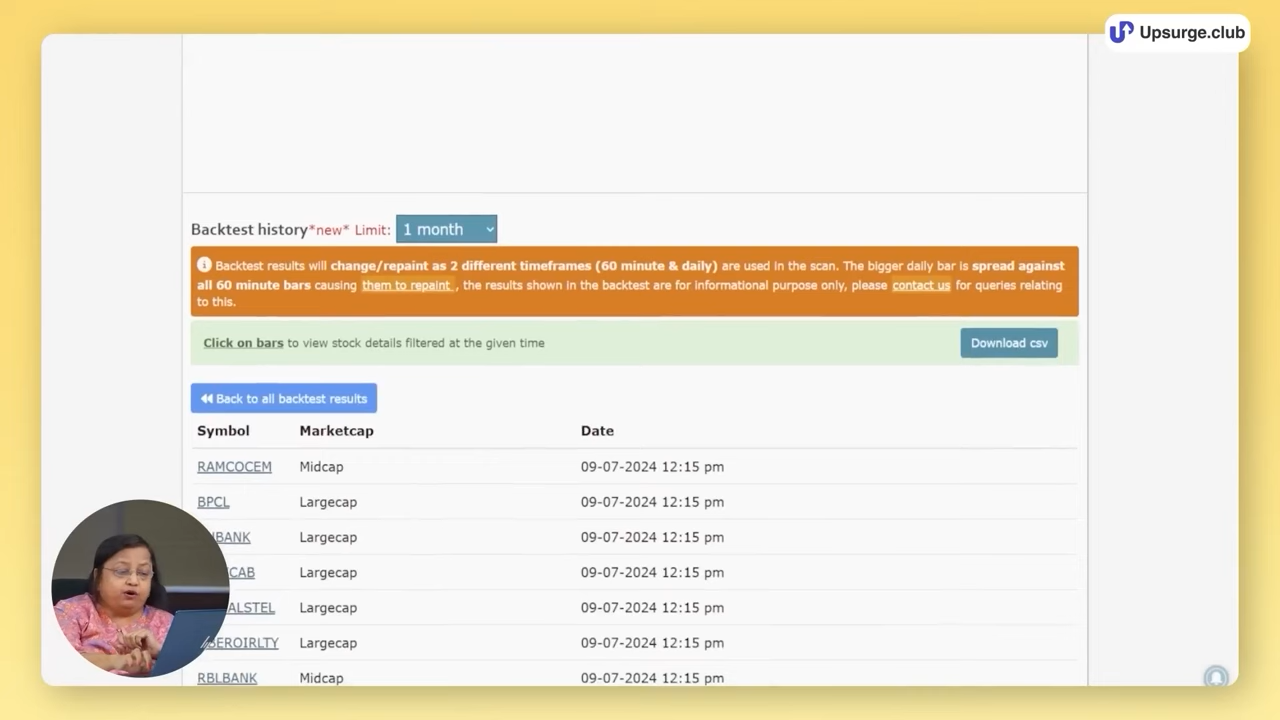 Upsurge.club
Backtest history*new* Limit: 1 month
Backtest results will change/repaint as 2 different timeframes (60 minute & daily) are used in the scan. The bigger daily bar is spread against
all 60 minute bars causing them to repaint , the results shown in the backtest are for informational purpose only, please contact us for queries relating
to this.
Click on bars to view stock details filtered at the given time Download csv
Back to all backtest results
Symbol Marketcap Date
RAMCOCEM Midcap 09-07-2024 12:15 pm
BPCL Largecap 09-07-2024 12:15 pm
Largecap 09-07-2024 12:15 pm
Largecap 09-07-2024 12:15 pm
Largecap 09-07-2024 12:15 pm
Largecap 09-07-2024 12:15 pm
RBLBANK Midcap 09-07-2024 12:15 pm